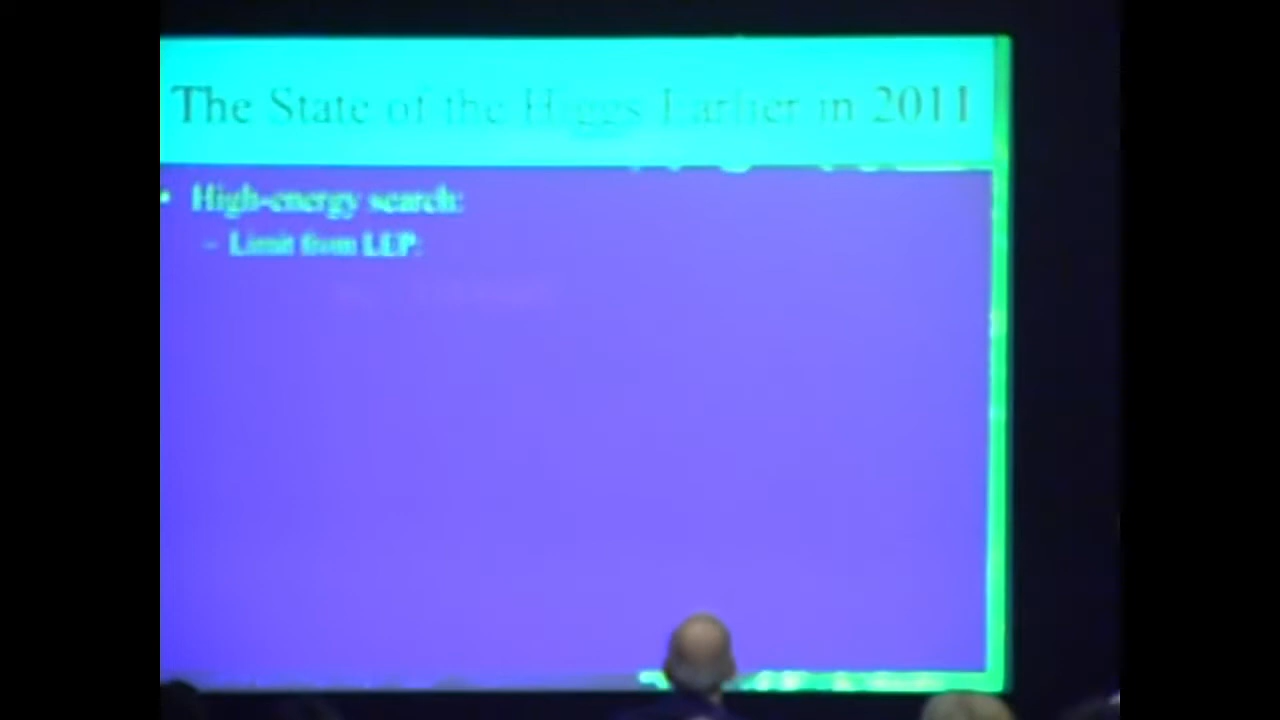 The State of the Higgs Earlier in 2011
• High-energy search:
– Limit from LEP: